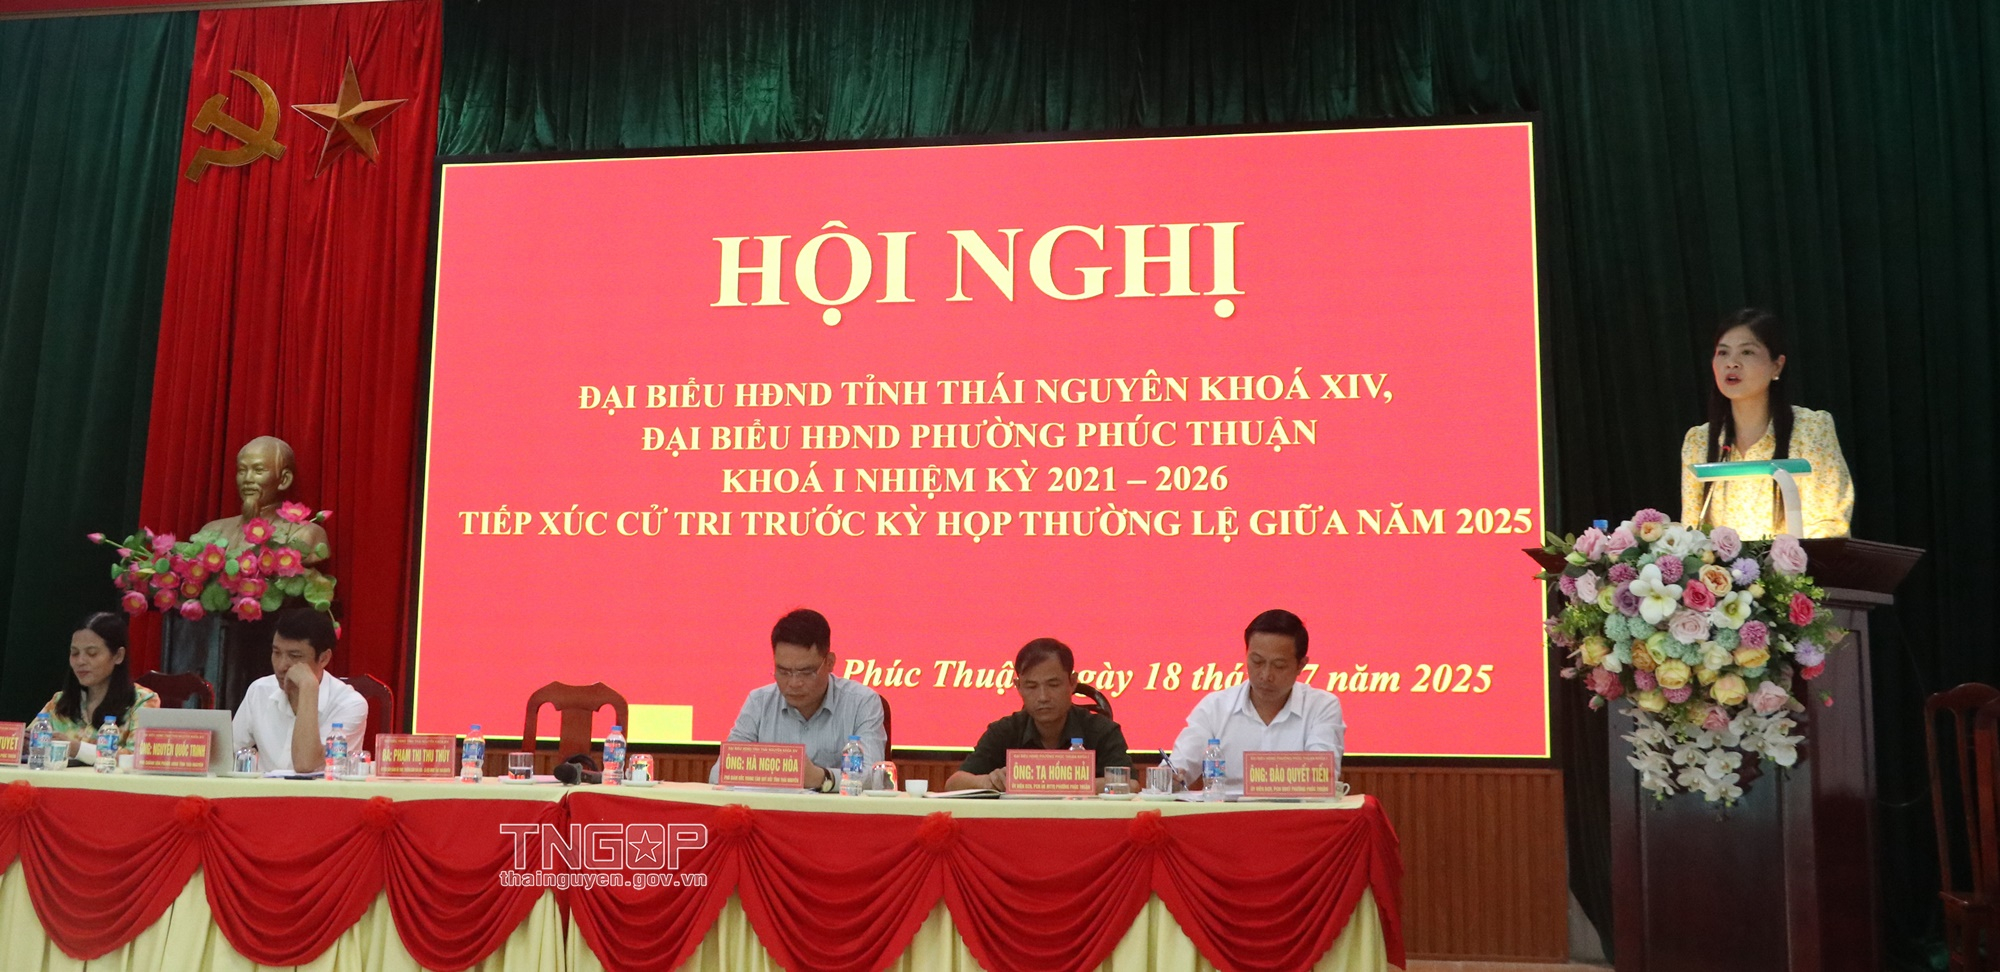 HỘI NGHỊ
ĐẠI BIỂU HĐND TỈNH THÁI NGUYÊN KHOÁ XIV,
ĐẠI BIỂU HĐND PHƯỜNG PHÚC THUẬN
KHOÁ I NHIỆM KỲ 2021 – 2026
TIẾP XÚC CỬ TRI TRƯỚC KỲ HỌP THƯỜNG LỆ GIỮA NĂM 2025
Phúc Thuận, ngày 18 tháng 7 năm 2025
TUYẾT
ÔNG: NGUYỄN QUỐC TRINH
BÀ: PHẠM THỊ THU THỦY
ÔNG: HÀ NGỌC HÒA
ÔNG: TẠ HỒNG HẢI
ÔNG: ĐÀO QUYẾT TIẾN
TNGOP
thainguyen.gov.vn